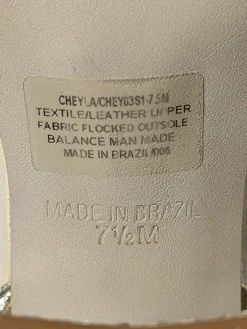 CHEYLA/CHEY03S1-7.5M
TEXTILE/LEATHER UPPER
FABRIC FLOCKED OUTSOLE
BALANCE MAN MADE
MADE IN BRAZIL /006
MADE IN BRAZIL
7½M